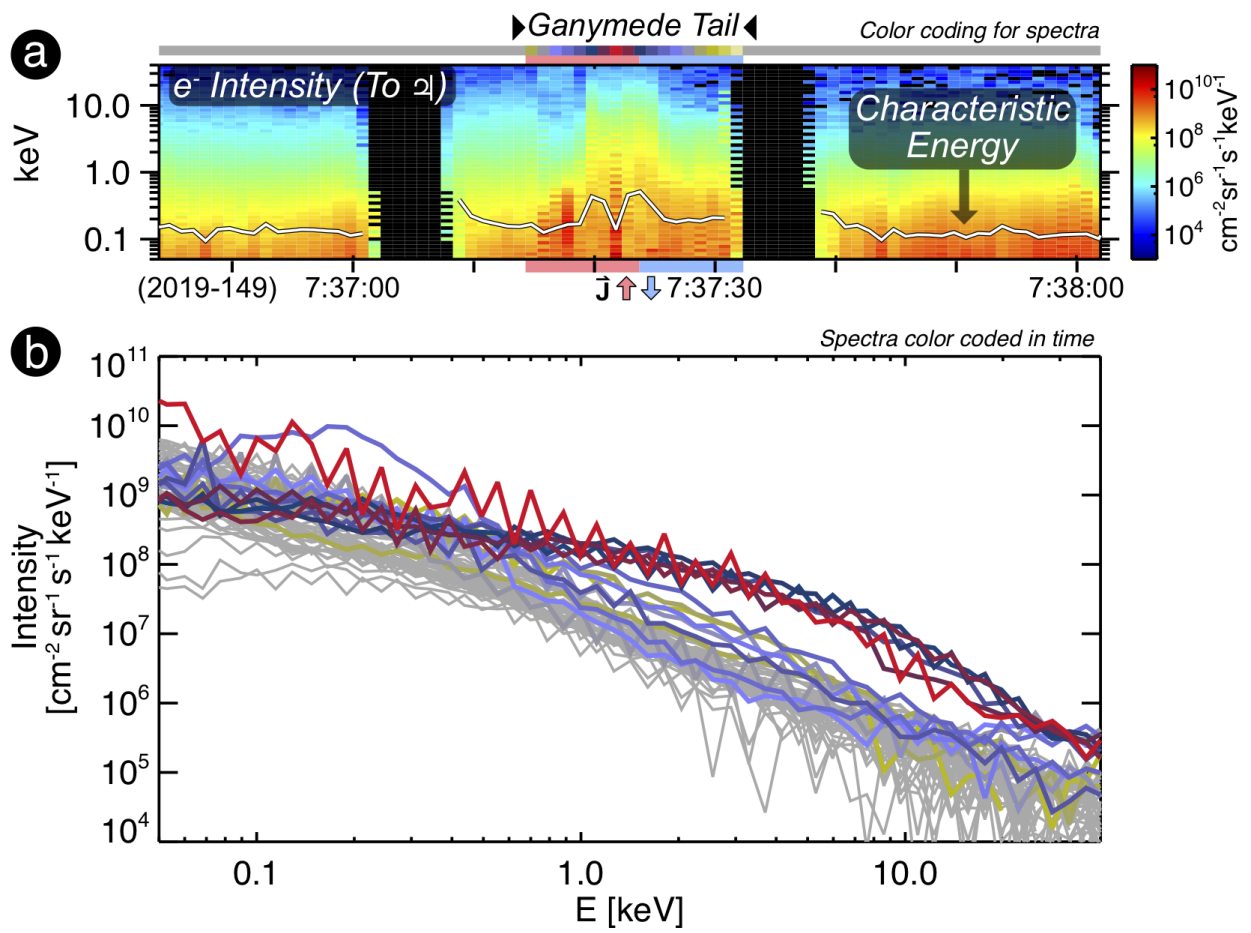 Ganymede Tail
Color coding for spectra
a
e⁻ Intensity (To ♃)
Characteristic
Energy
keV
10.0
1.0
0.1
10¹⁰
10⁸
10⁶
10⁴
cm⁻²sr⁻¹s⁻¹keV⁻¹
(2019-149)
7:37:00
J⃗
7:37:30
7:38:00
b
Spectra color coded in time
10¹¹
10¹⁰
10⁹
10⁸
10⁷
10⁶
10⁵
10⁴
Intensity
[cm⁻²sr⁻¹ s⁻¹ keV⁻¹]
0.1
1.0
10.0
E [keV]